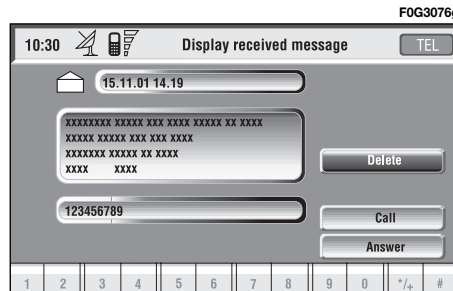 F0G3076g
10:30 Display received message TEL
15.11.01 14.19
xxxxxxxx xxxxx xxx xxxx xxxxx xx xxxx
xxxxx xxxxx xxx xxx xxxx
xxxxxxx xxxxx xx xxxx
xxxx xxxx
Delete
123456789
Call
Answer
1 2 3 4 5 6 7 8 9 0 */+ #